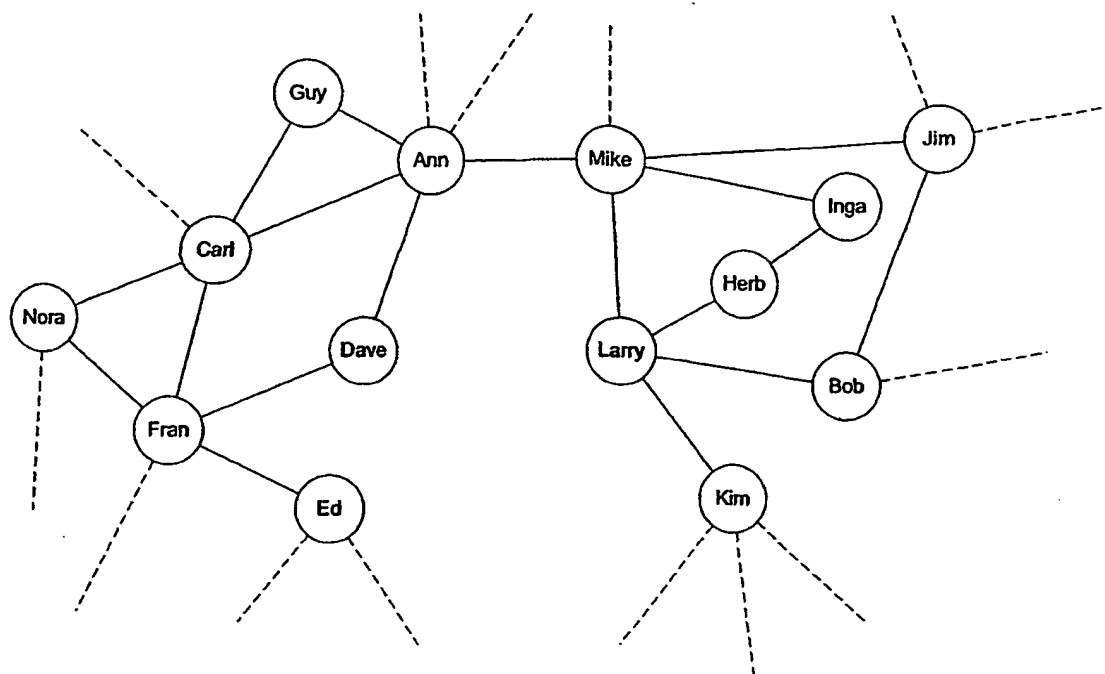 Guy
Ann
Mike
Jim
Inga
Carl
Herb
Nora
Dave
Larry
Bob
Fran
Kim
Ed